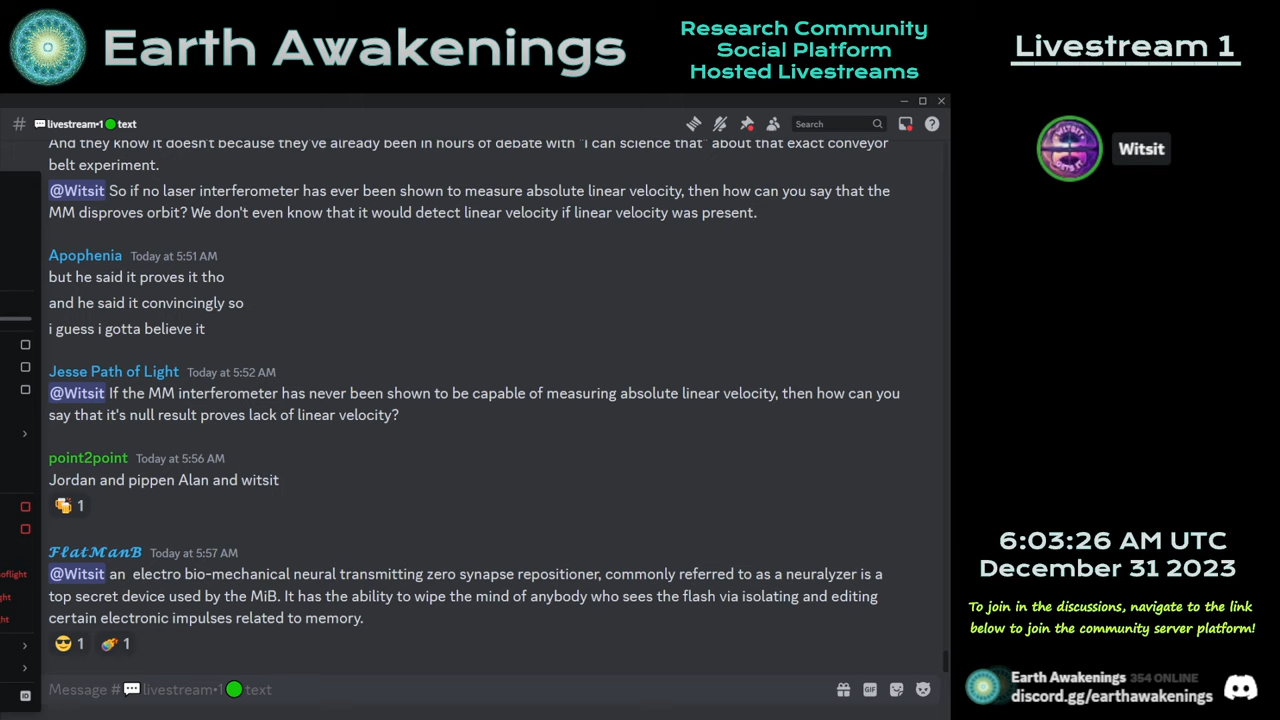 Earth Awakenings
Research Community
Social Platform
Hosted Livestreams
Livestream 1
# livestream•1 text
Search
And they know it doesn't because they've already been in hours of debate with "I can science that" about that exact conveyor
belt experiment.
@Witsit So if no laser interferometer has ever been shown to measure absolute linear velocity, then how can you say that the
MM disproves orbit? We don't even know that it would detect linear velocity if linear velocity was present.
Apophenia Today at 5:51 AM
but he said it proves it tho
and he said it convincingly so
i guess i gotta believe it
Jesse Path of Light Today at 5:52 AM
@Witsit If the MM interferometer has never been shown to be capable of measuring absolute linear velocity, then how can you
say that it's null result proves lack of linear velocity?
point2point Today at 5:56 AM
Jordan and pippen Alan and witsit
1
𝓕𝓵𝓪𝓽𝓜𝓪𝓷𝓑 Today at 5:57 AM
@Witsit an electro bio-mechanical neural transmitting zero synapse repositioner, commonly referred to as a neuralyzer is a
top secret device used by the MiB. It has the ability to wipe the mind of anybody who sees the flash via isolating and editing
certain electronic impulses related to memory.
1 1
Message # livestream•1 text
GIF
Witsit
6:03:26 AM UTC
December 31 2023
To join in the discussions, navigate to the link
below to join the community server platform!
Earth Awakenings 354 ONLINE
discord.gg/earthawakenings